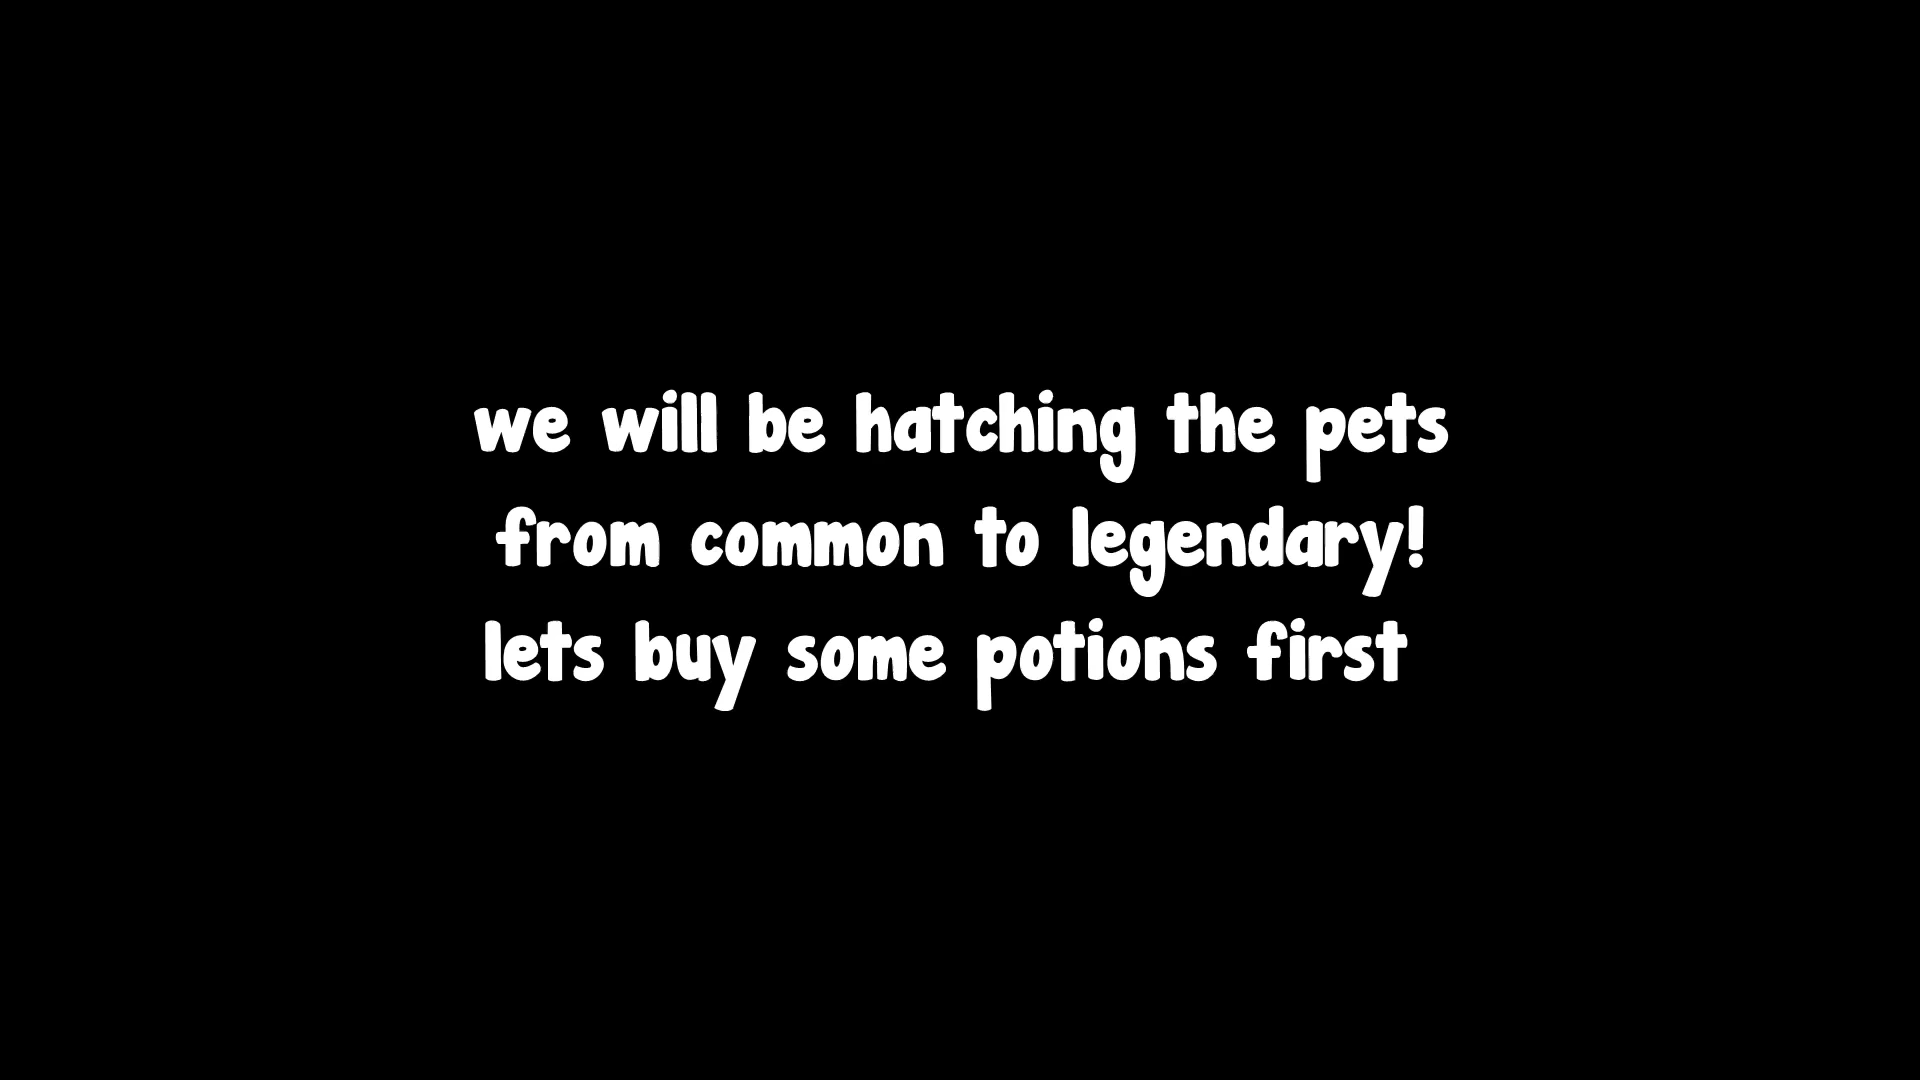 we will be hatching the pets
from common to legendary!
lets buy some potions first